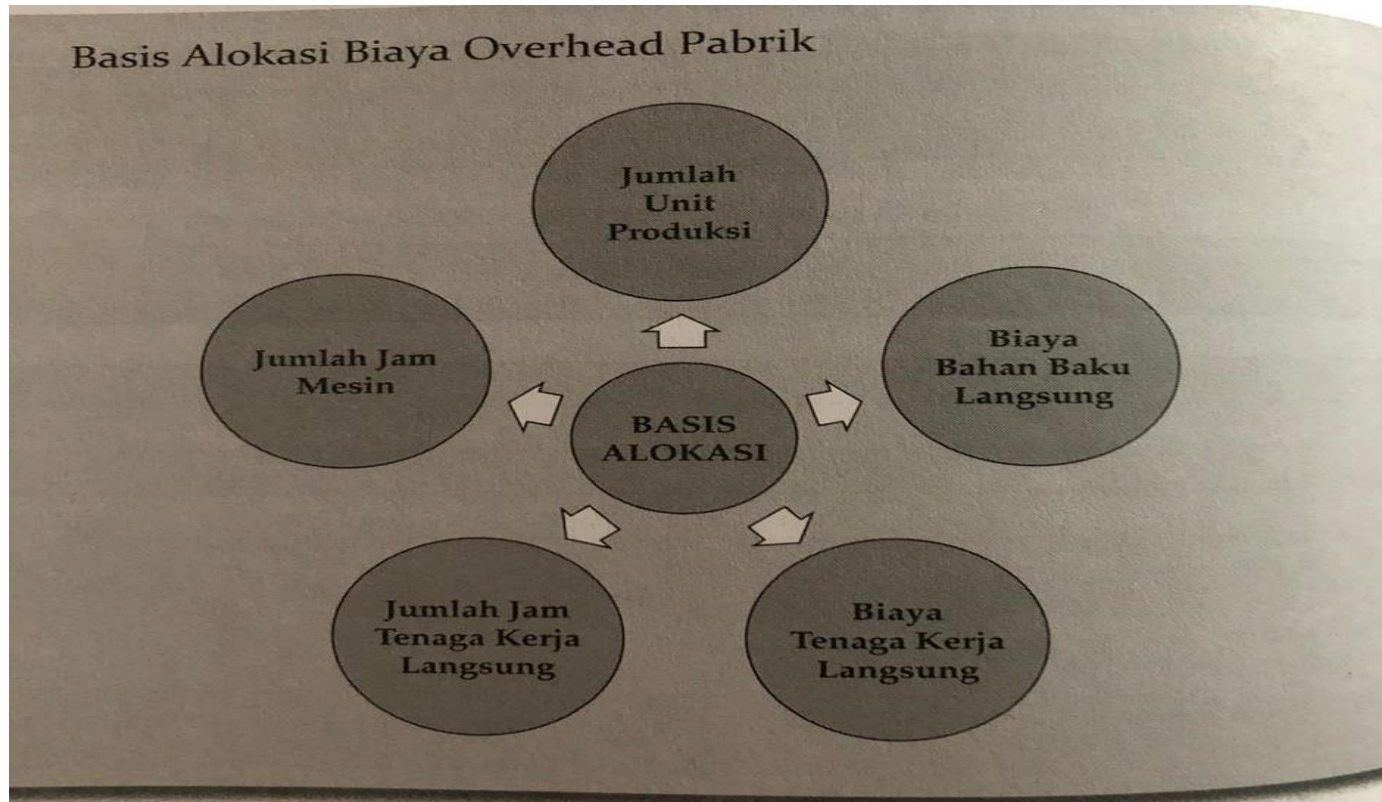 Basis Alokasi Biaya Overhead Pabrik
Jumlah
Unit
Produksi
Jumlah Jam
Mesin
Biaya
Bahan Baku
Langsung
BASIS
ALOKASI
Jumlah Jam
Tenaga Kerja
Langsung
Biaya
Tenaga Kerja
Langsung